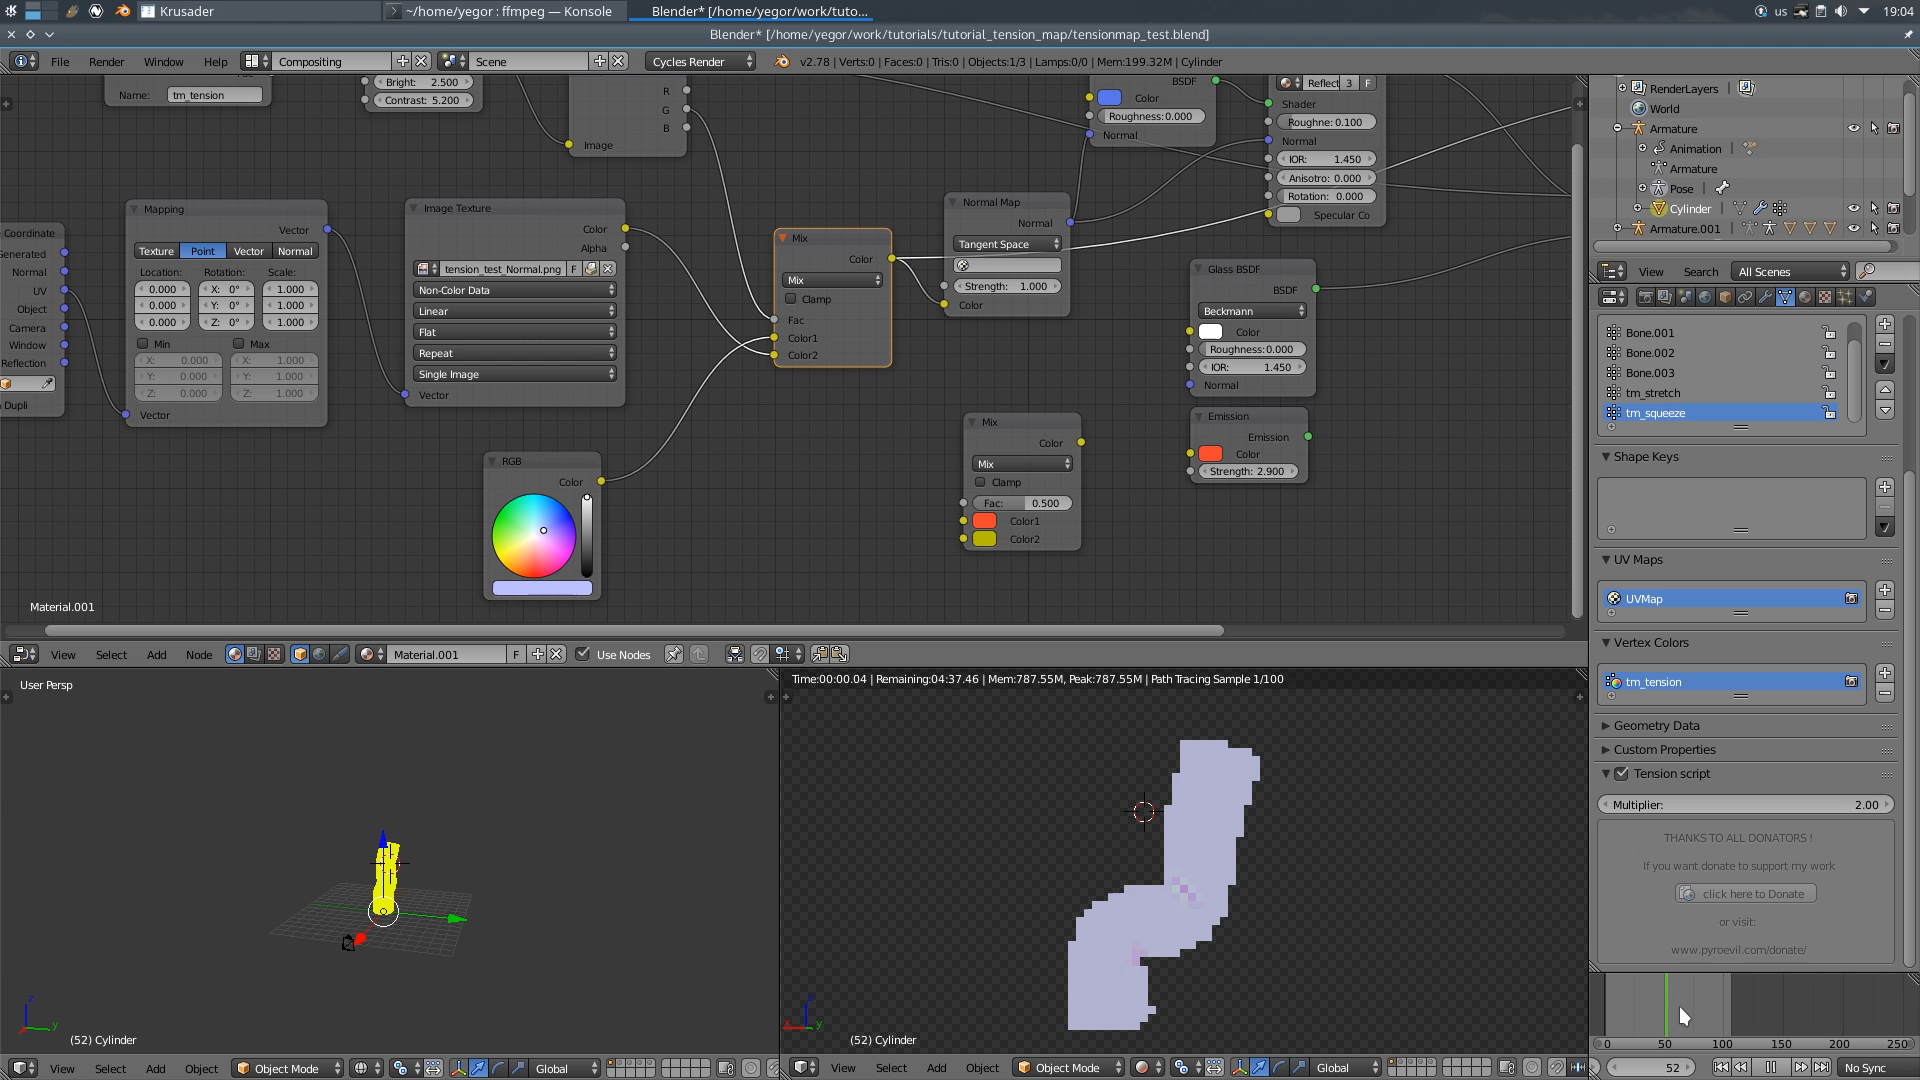 Krusader
~/home/yegor : ffmpeg — Konsole
Blender* [/home/yegor/work/tuto...
us
19:04
Blender* [/home/yegor/work/tutorials/tutorial_tension_map/tensionmap_test.blend]
File
Render
Window
Help
Compositing
Scene
Cycles Render
v2.78 | Verts:0 | Faces:0 | Tris:0 | Objects:1/3 | Lamps:0/0 | Mem:199.32M | Cylinder
Name:
tm_tension
Bright: 2.500
Contrast: 5.200
R
G
B
Image
BSDF
Color
Roughness:0.000
Normal
Reflect 3 F
Shader
Roughne: 0.100
Normal
IOR: 1.450
Anisotro: 0.000
Rotation: 0.000
Specular Co
Coordinate
Generated
Normal
UV
Object
Camera
Window
Reflection
Dupli
Mapping
Vector
Texture Point Vector Normal
Location: Rotation: Scale:
0.000 X: 0° 1.000
0.000 Y: 0° 1.000
0.000 Z: 0° 1.000
Min Max
X: 0.000 X: 1.000
Y: 0.000 Y: 1.000
Z: 0.000 Z: 1.000
Vector
Image Texture
Color
Alpha
tension_test_Normal.png F
Non-Color Data
Linear
Flat
Repeat
Single Image
Vector
RGB
Color
Mix
Color
Mix
Clamp
Fac
Color1
Color2
Normal Map
Normal
Tangent Space
Strength: 1.000
Color
Mix
Color
Mix
Clamp
Fac: 0.500
Color1
Color2
Glass BSDF
BSDF
Beckmann
Color
Roughness:0.000
IOR: 1.450
Normal
Emission
Emission
Color
Strength: 2.900
Material.001
View Select Add Node
Material.001 F
Use Nodes
User Persp
(52) Cylinder
View Select Add Object
Object Mode
Global
Time:00:00.04 | Remaining:04:37.46 | Mem:787.55M, Peak:787.55M | Path Tracing Sample 1/100
(52) Cylinder
View Select Add Object
Object Mode
Global
RenderLayers
World
Armature
Animation
Armature
Pose
Cylinder
Armature.001
View Search All Scenes
Bone.001
Bone.002
Bone.003
tm_stretch
tm_squeeze
Shape Keys
UV Maps
UVMap
Vertex Colors
tm_tension
Geometry Data
Custom Properties
Tension script
Multiplier: 2.00
THANKS TO ALL DONATORS !
If you want donate to support my work
click here to Donate
or visit:
www.pyroevil.com/donate/
0 50 100 150 200 250
52
No Sync